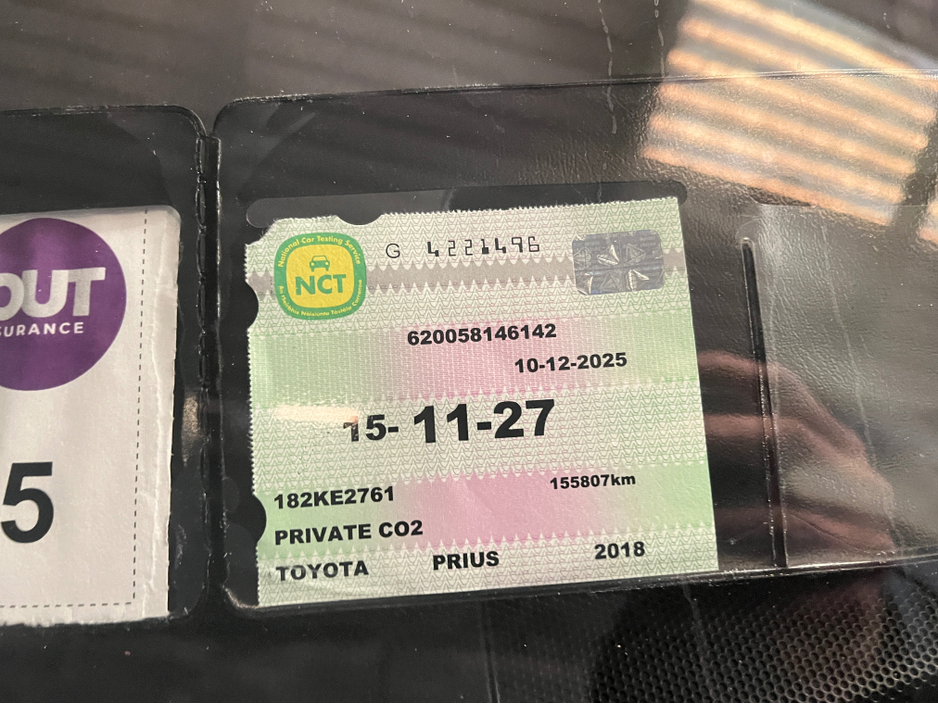 OUT
SURANCE
5
National Car Testing Service
NCT
G 4221496
620058146142
10-12-2025
15-11-27
182KE2761
155807km
PRIVATE CO2
TOYOTA PRIUS 2018